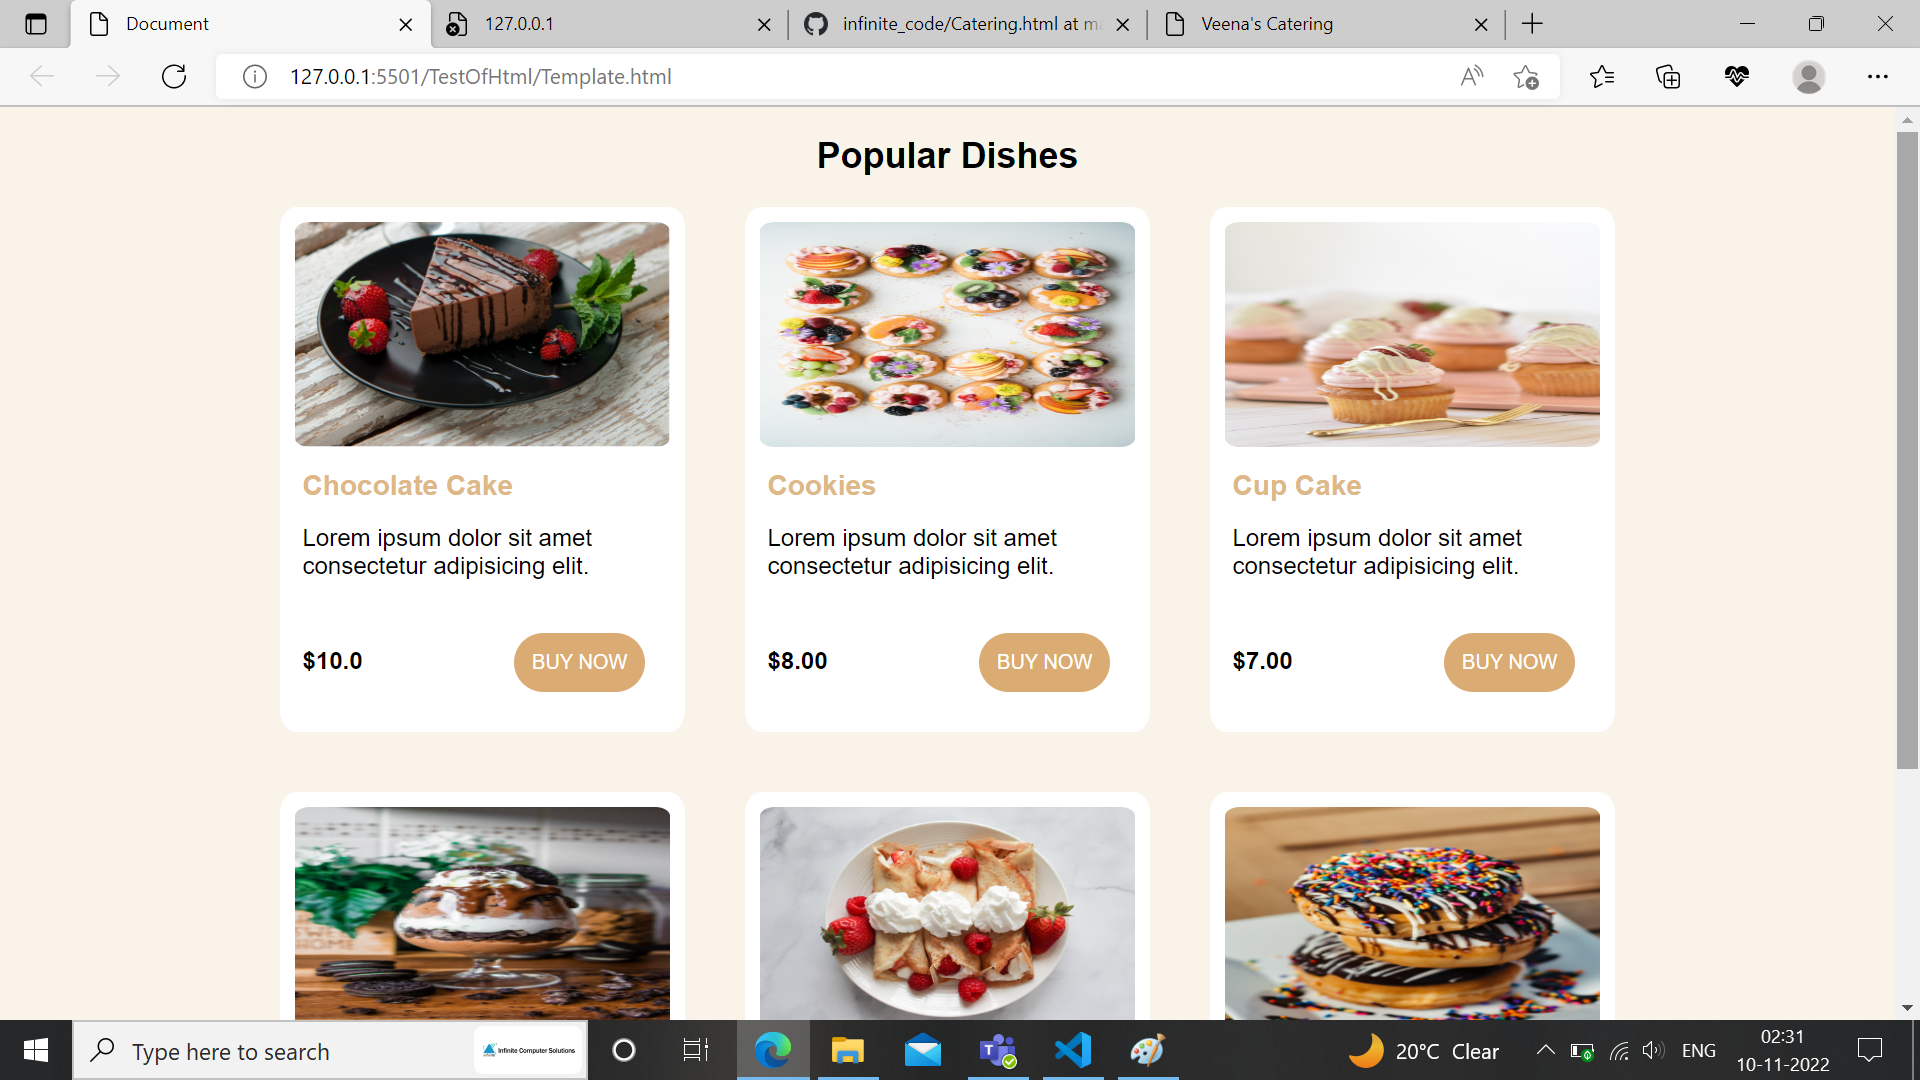 Document
127.0.0.1
infinite_code/Catering.html at ma
Veena's Catering
127.0.0.1:5501/TestOfHtml/Template.html
Popular Dishes
Chocolate Cake
Lorem ipsum dolor sit amet
consectetur adipisicing elit.
$10.0
BUY NOW
Cookies
Lorem ipsum dolor sit amet
consectetur adipisicing elit.
$8.00
BUY NOW
Cup Cake
Lorem ipsum dolor sit amet
consectetur adipisicing elit.
$7.00
BUY NOW
HOME
Type here to search
Infinite Computer Solutions
20°C Clear
ENG
02:31
10-11-2022